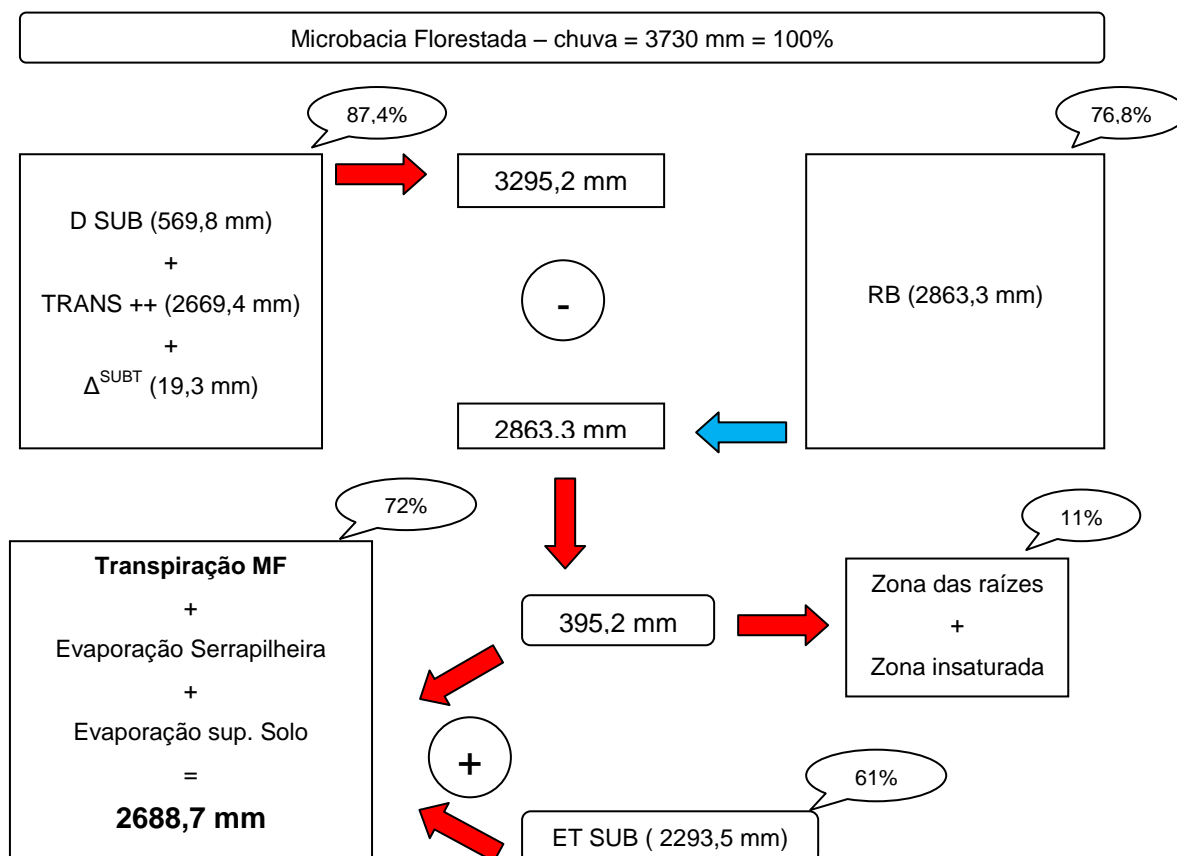 Microbacia Florestada – chuva = 3730 mm = 100%
87,4%
76,8%
D SUB (569,8 mm)
+
TRANS ++ (2669,4 mm)
+
Δ^SUBT (19,3 mm)
3295,2 mm
-
2863,3 mm
RB (2863,3 mm)
72%
11%
Transpiração MF
+
Evaporação Serrapilheira
+
Evaporação sup. Solo
=
2688,7 mm
395,2 mm
Zona das raízes
+
Zona insaturada
+
61%
ET SUB ( 2293,5 mm)